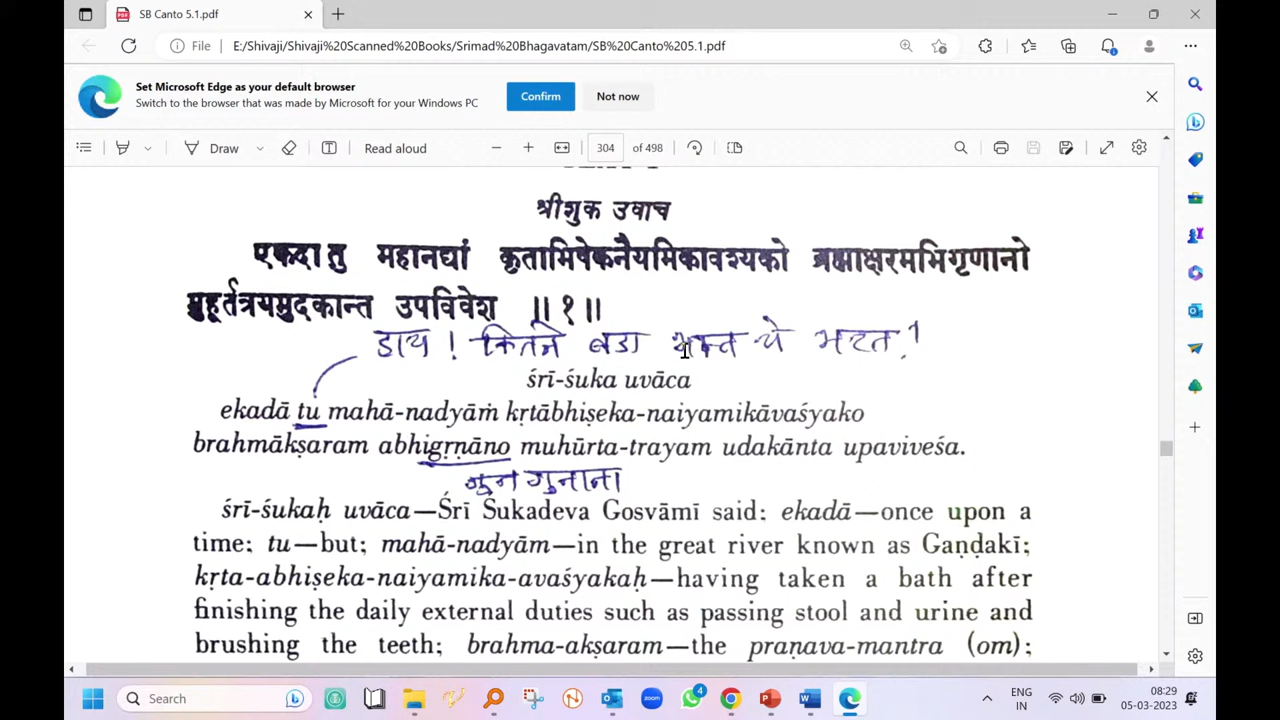 SB Canto 5.1.pdf
File E:/Shivaji/Shivaji%20Scanned%20Books/Srimad%20Bhagavatam/SB%20Canto%205.1.pdf
Set Microsoft Edge as your default browser
Switch to the browser that was made by Microsoft for your Windows PC
Confirm
Not now
Draw
Read aloud
304 of 498
श्रीशुक उवाच
एकदा तु महानद्यां कृताभिषेकनैयमिकावश्यको ब्रह्माक्षरमभिगृणानो
मुहूर्तत्रयमुदकान्त उपविवेश ॥१॥
हाय ! कितने बडा भक्त थे भरत !
śrī-śuka uvāca
ekadā tu mahā-nadyāṁ kṛtābhiṣeka-naiyamikāvaśyako
brahmākṣaram abhigṛṇāno muhūrta-trayam udakānta upaviveśa.
गुन गुनाना
śrī-śukaḥ uvāca—Śrī Śukadeva Gosvāmī said; ekadā—once upon a
time; tu—but; mahā-nadyām—in the great river known as Gaṇḍakī;
kṛta-abhiṣeka-naiyamika-avaśyakaḥ—having taken a bath after
finishing the daily external duties such as passing stool and urine and
brushing the teeth; brahma-akṣaram—the praṇava-mantra (om);
Search
4
ENG
IN
08:29
05-03-2023